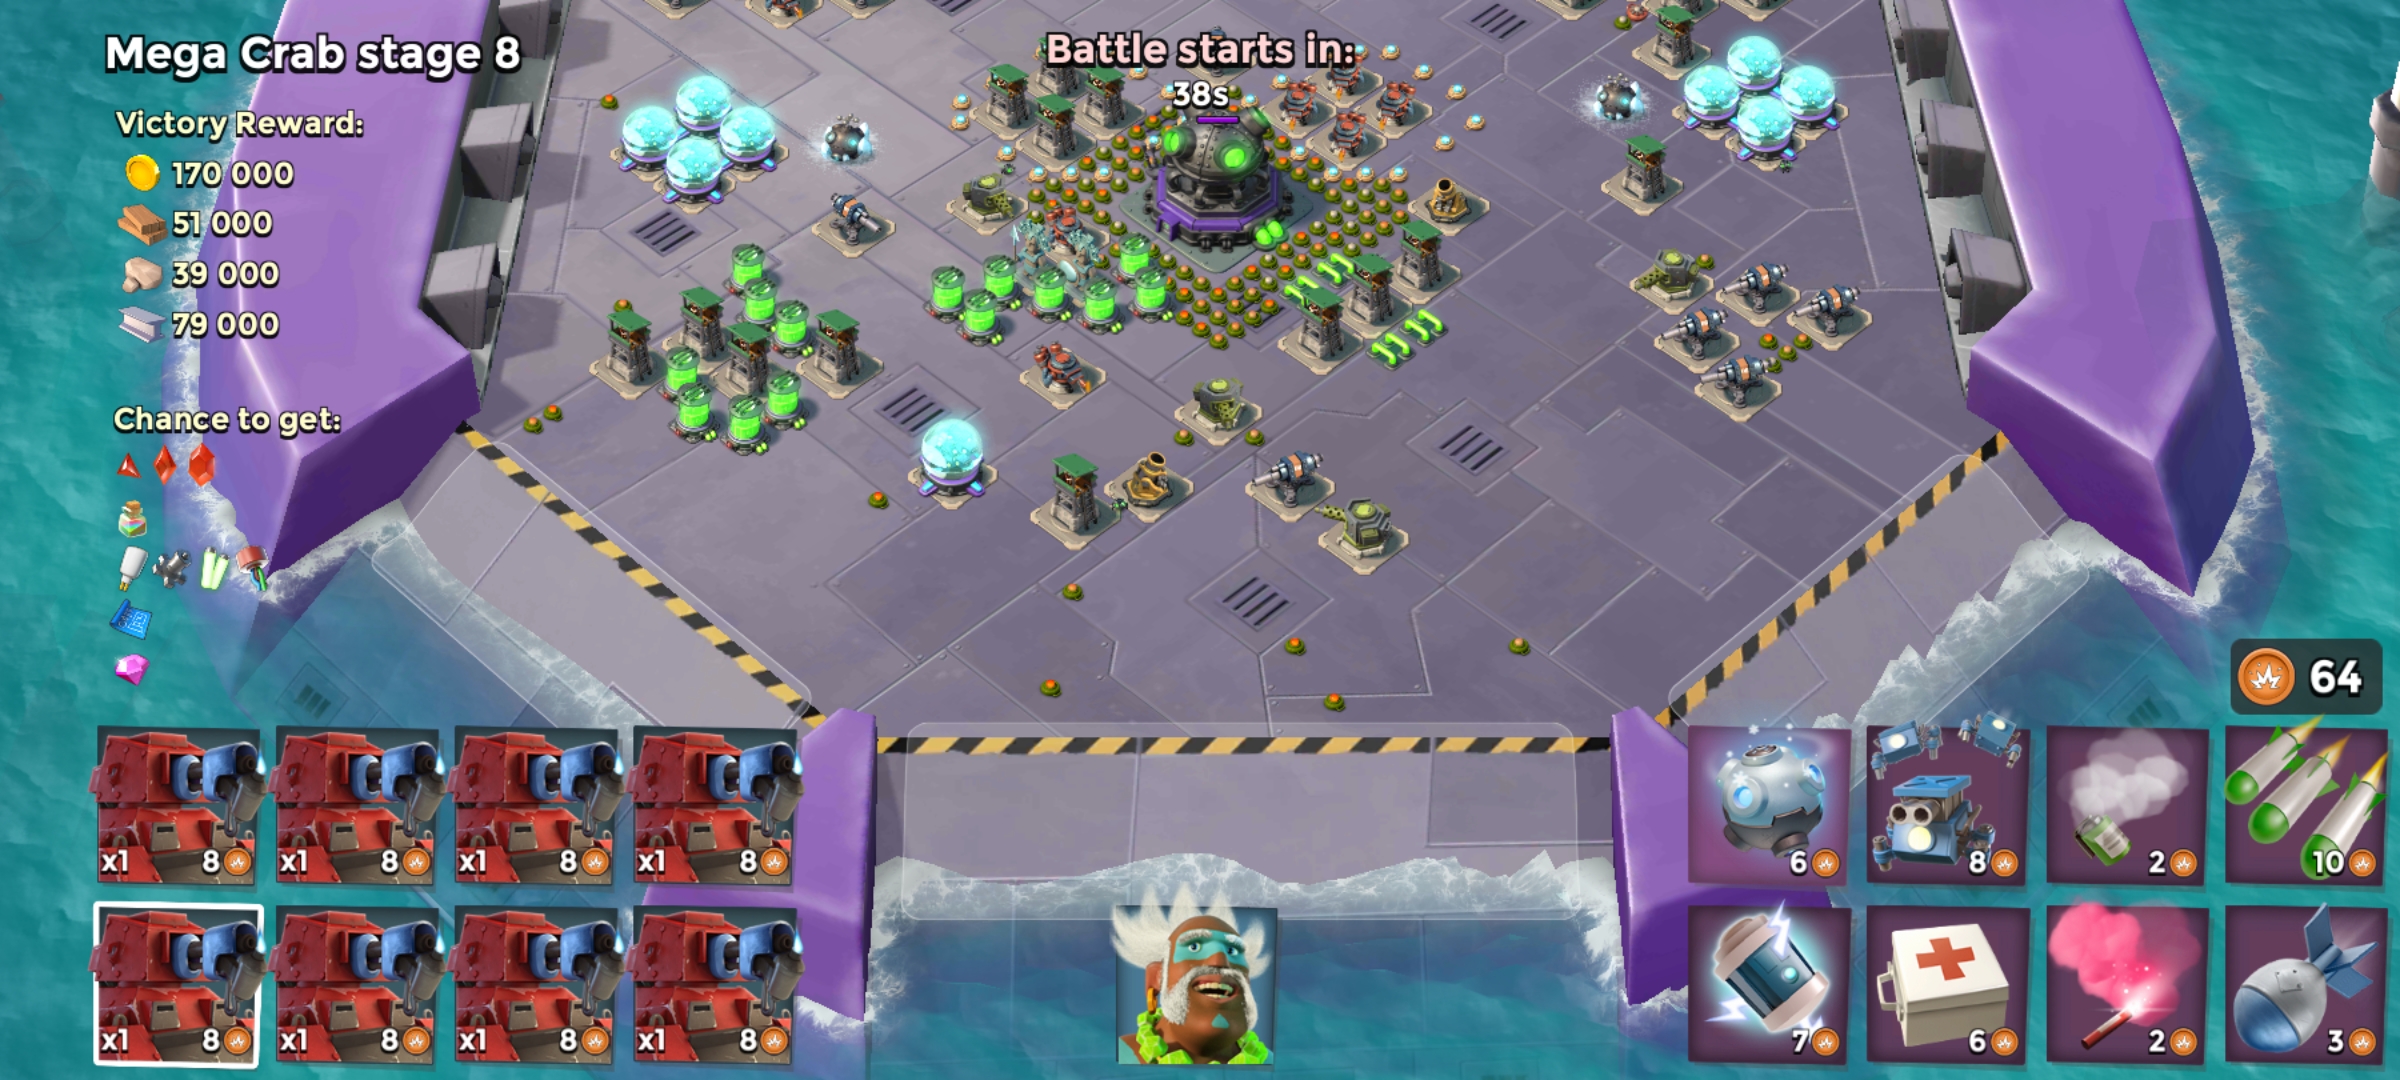 Mega Crab stage 8
Battle starts in:
38s
Victory Reward:
170 000
51 000
39 000
79 000
Chance to get:
64
x1 8
x1 8
x1 8
x1 8
6
8
2
10
x1 8
x1 8
x1 8
x1 8
7
6
2
3